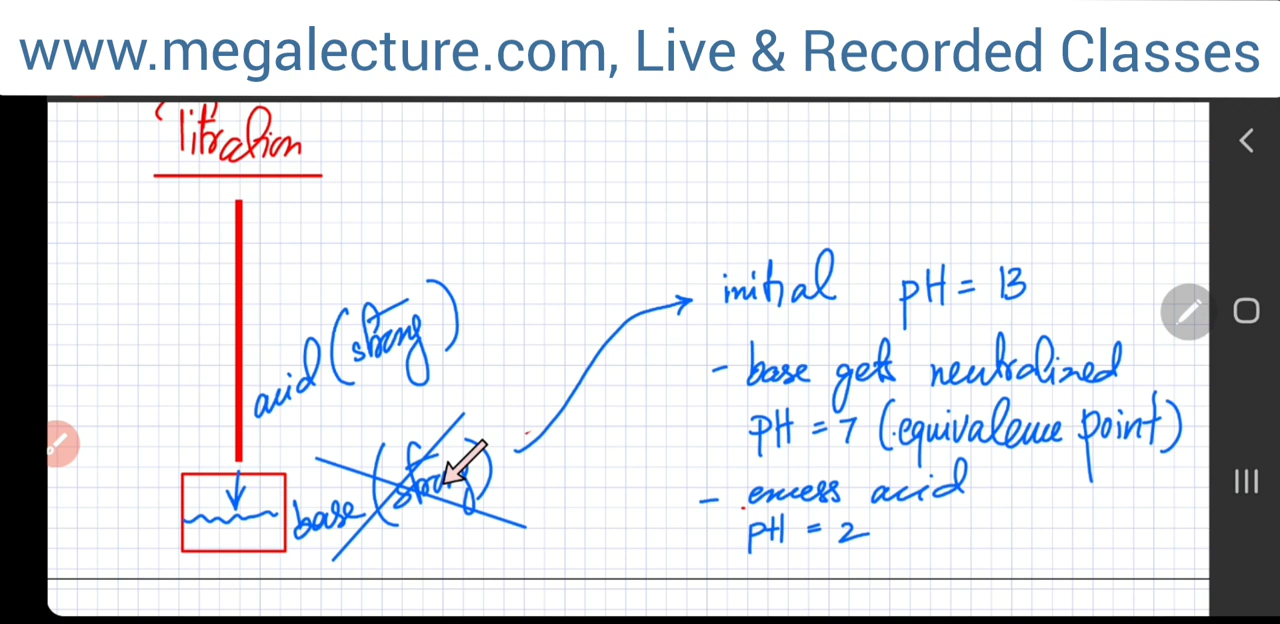 www.megalecture.com, Live & Recorded Classes
Titration
acid (strong)
base (strong)
initial pH = 13
- base gets neutralized
pH = 7 (equivalence point)
- excess acid
pH = 2